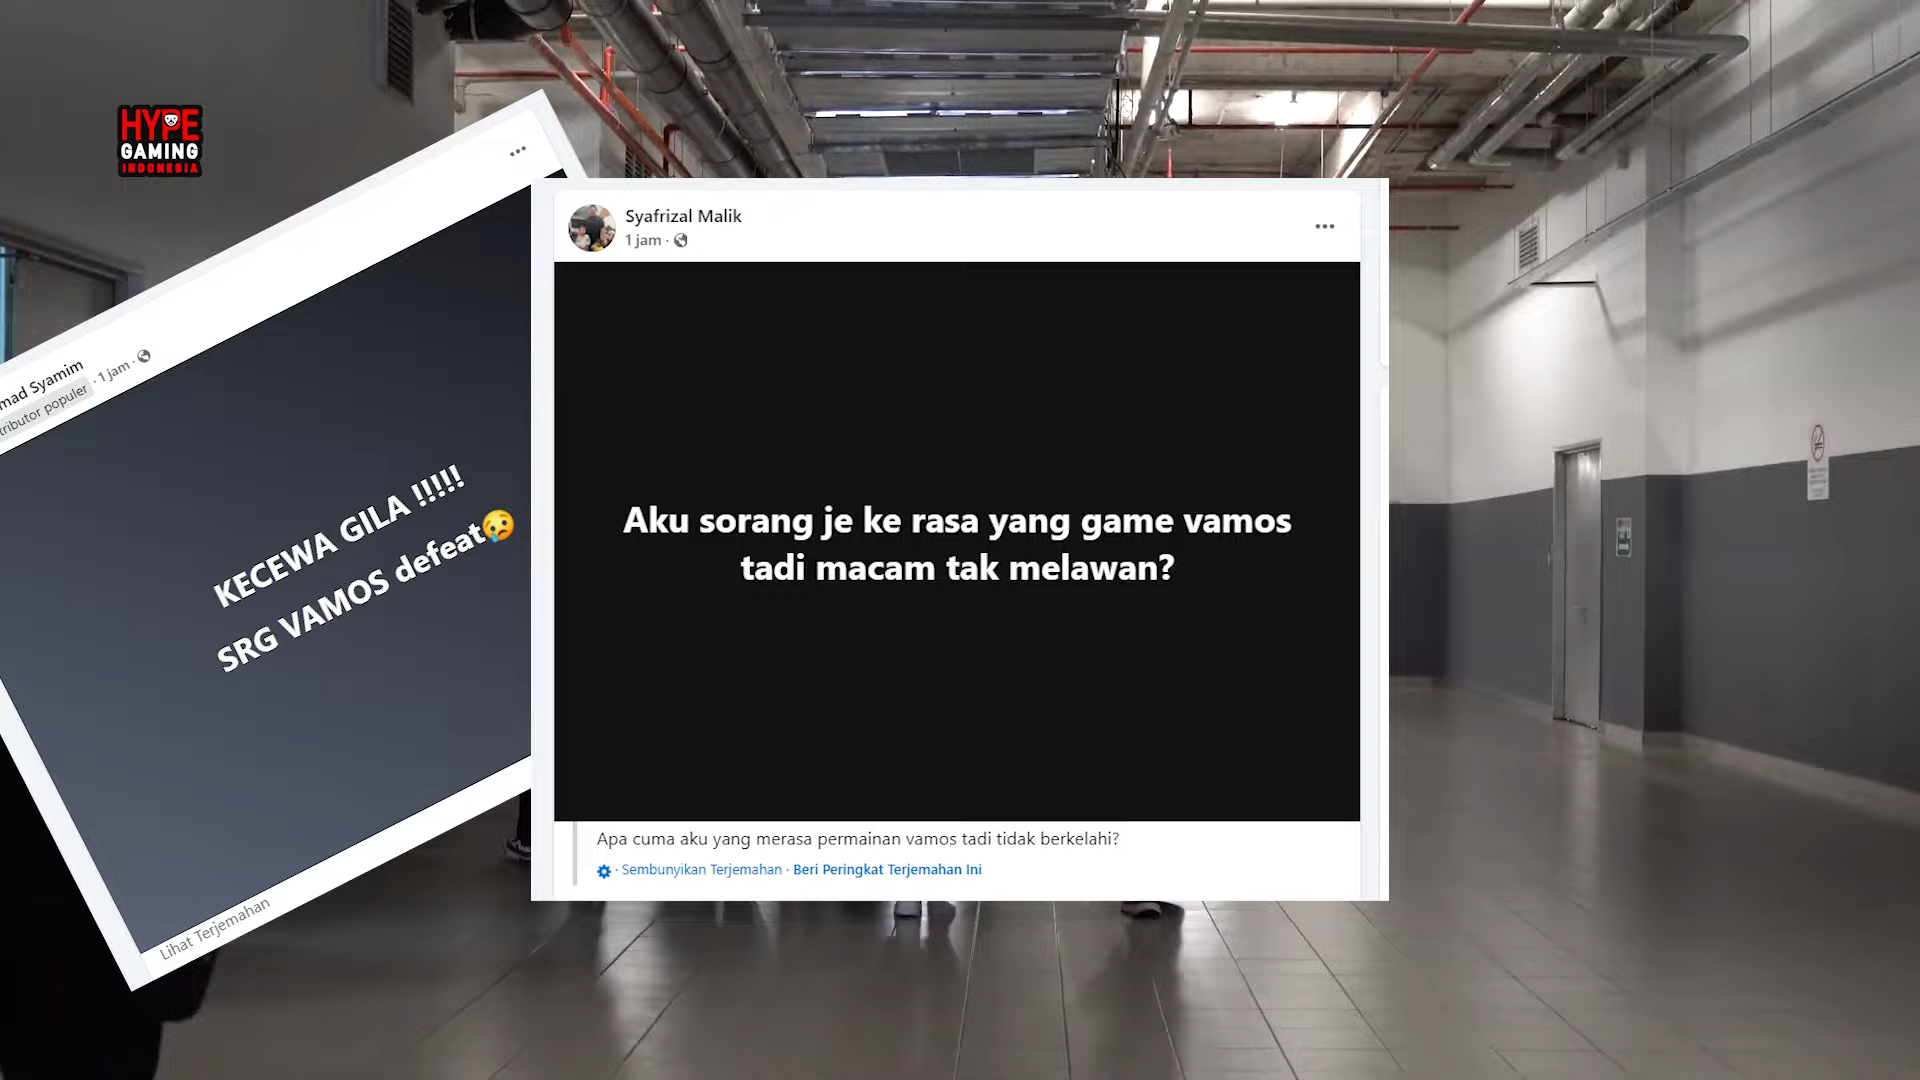 HYPE
GAMING
INDONESIA
mad Syamim
tributor populer · 1 jam ·
KECEWA GILA !!!!!
SRG VAMOS defeat😢
Lihat Terjemahan
Syafrizal Malik
1 jam ·
Aku sorang je ke rasa yang game vamos
tadi macam tak melawan?
Apa cuma aku yang merasa permainan vamos tadi tidak berkelahi?
· Sembunyikan Terjemahan · Beri Peringkat Terjemahan Ini